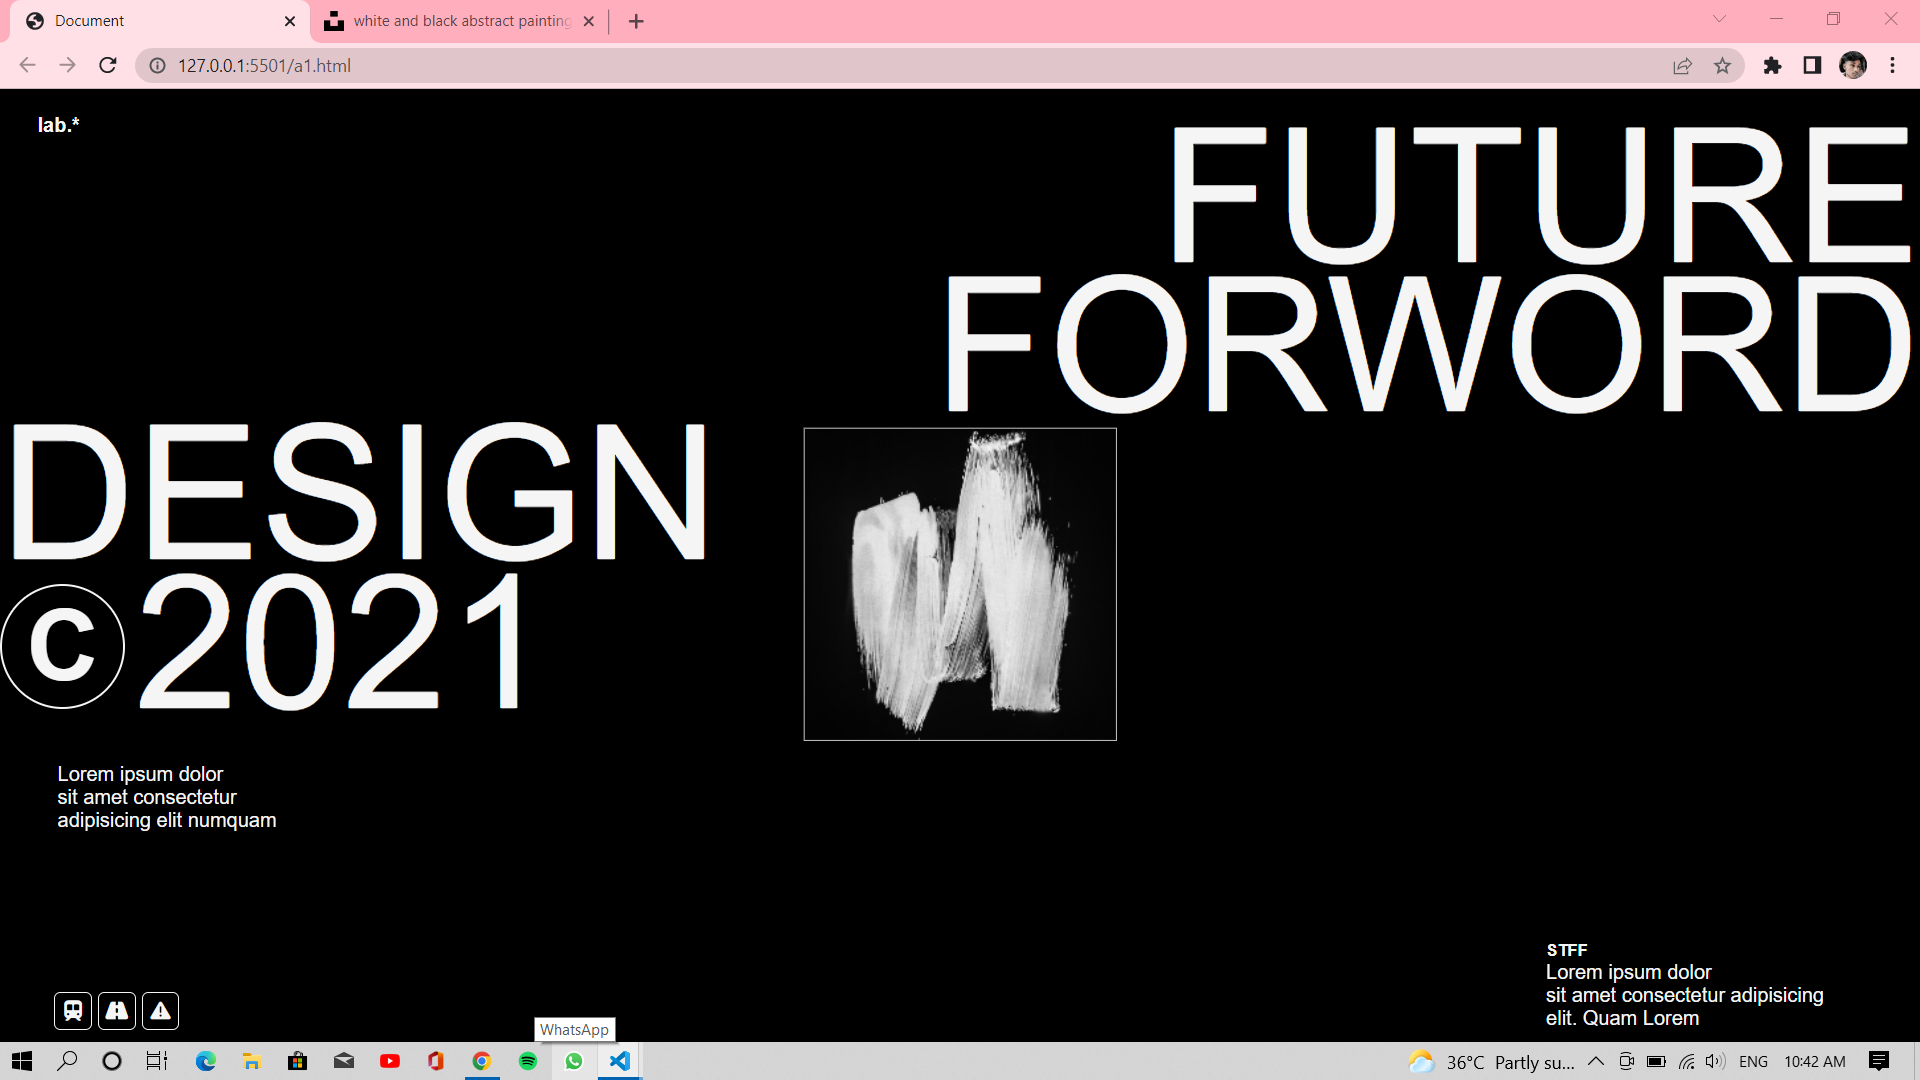 Document
white and black abstract painting
127.0.0.1:5501/a1.html
lab.*
FUTURE
FORWORD
DESIGN
©2021
Lorem ipsum dolor
sit amet consectetur
adipisicing elit numquam
STFF
Lorem ipsum dolor
sit amet consectetur adipisicing
elit. Quam Lorem
WhatsApp
36°C Partly su...
ENG
10:42 AM